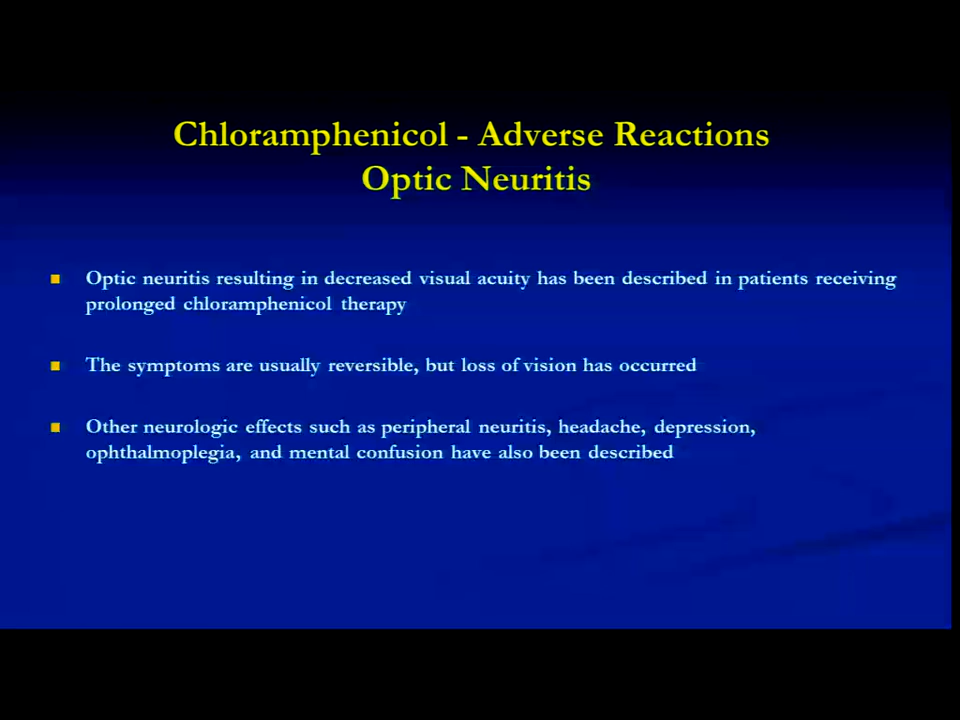 Chloramphenicol - Adverse Reactions
Optic Neuritis
Optic neuritis resulting in decreased visual acuity has been described in patients receiving
prolonged chloramphenicol therapy
The symptoms are usually reversible, but loss of vision has occurred
Other neurologic effects such as peripheral neuritis, headache, depression,
ophthalmoplegia, and mental confusion have also been described